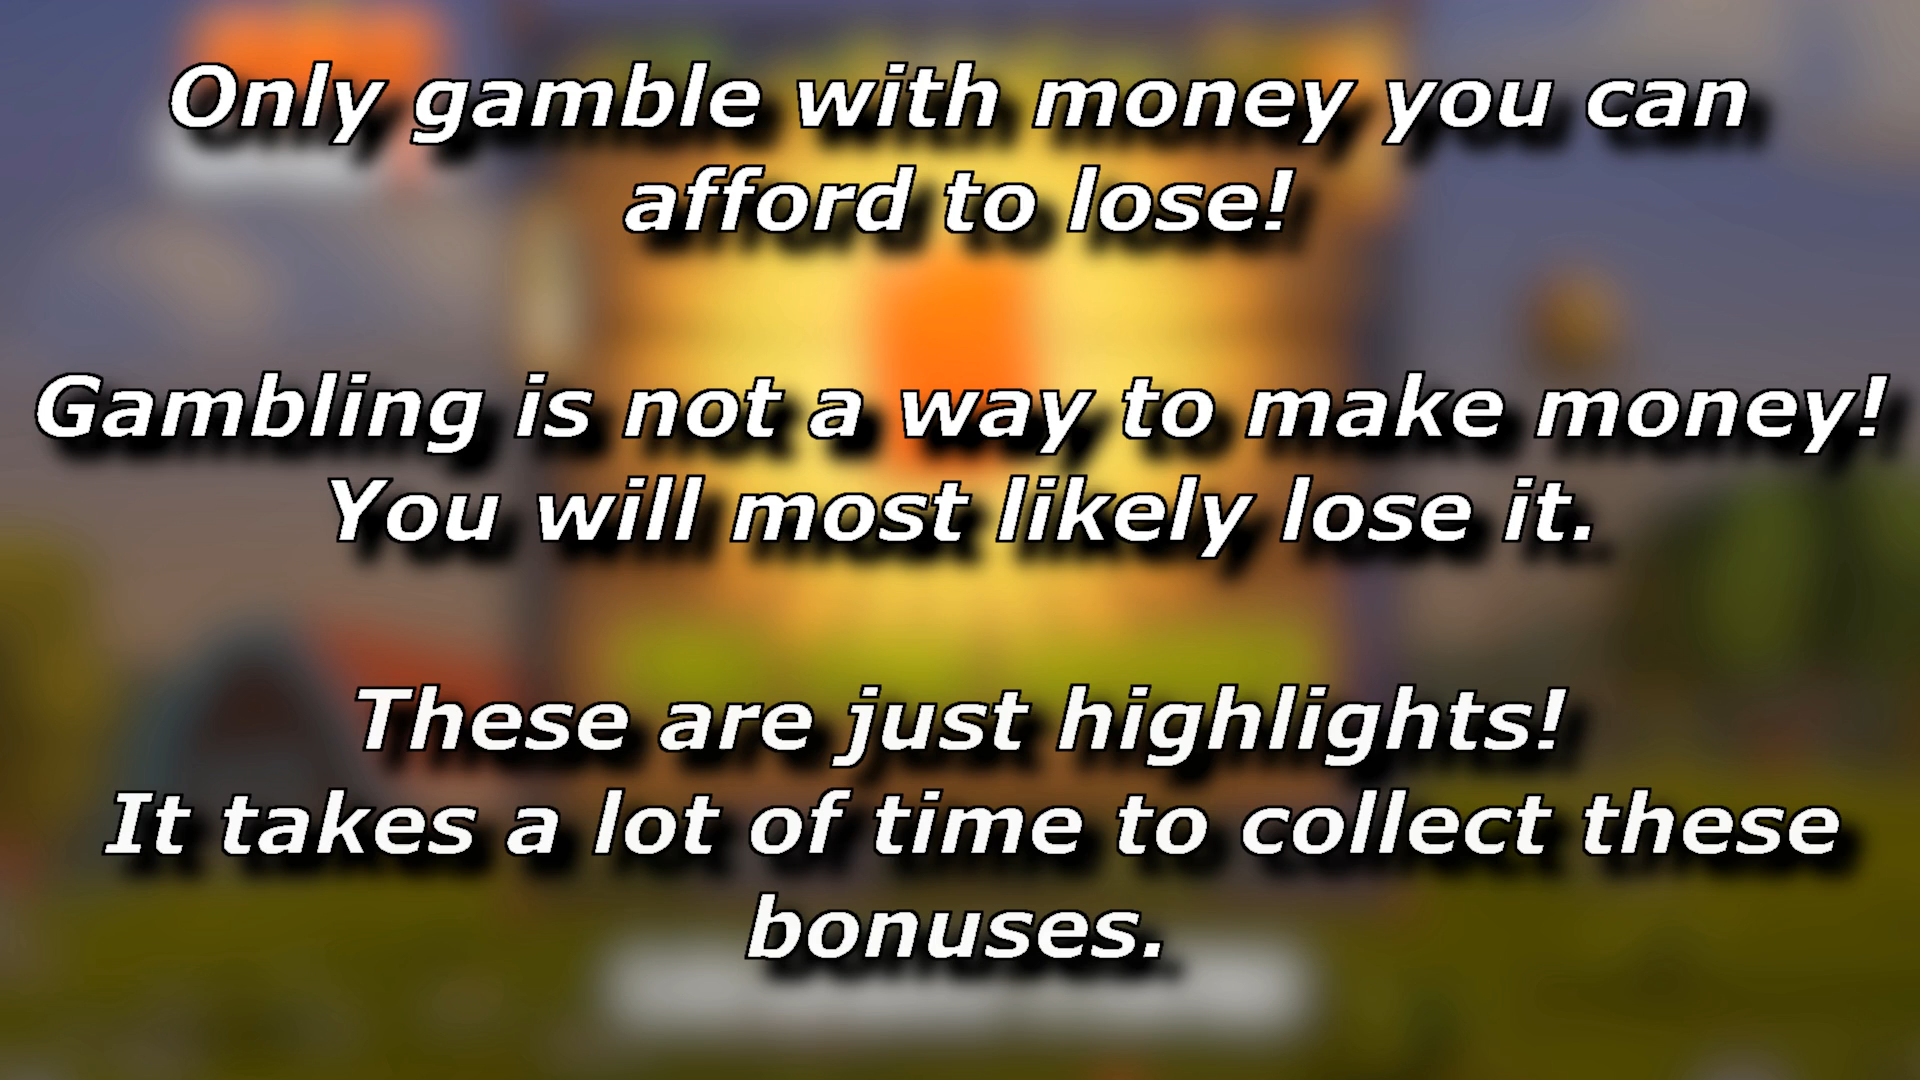 Only gamble with money you can
afford to lose!
Gambling is not a way to make money!
You will most likely lose it.
These are just highlights!
It takes a lot of time to collect these
bonuses.